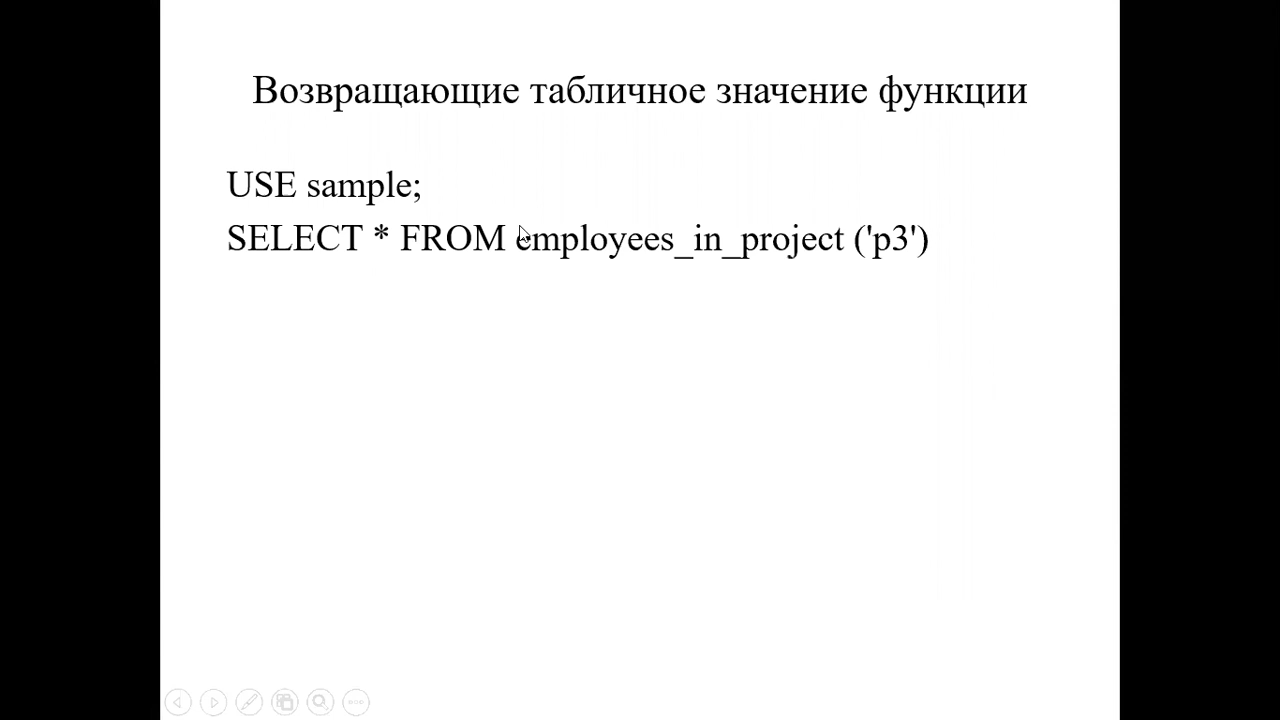 Возвращающие табличное значение функции
USE sample;
SELECT * FROM employees_in_project ('p3')